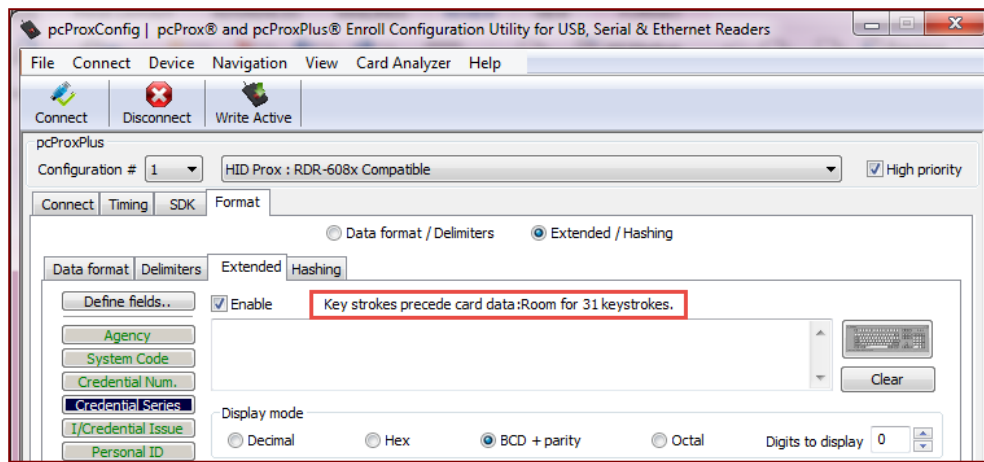 pcProxConfig | pcProx® and pcProxPlus® Enroll Configuration Utility for USB, Serial & Ethernet Readers
File Connect Device Navigation View Card Analyzer Help
Connect Disconnect Write Active
pcProxPlus
Configuration # 1 HID Prox : RDR-608x Compatible High priority
Connect Timing SDK Format
Data format / Delimiters Extended / Hashing
Data format Delimiters Extended Hashing
Define fields.. Enable Key strokes precede card data:Room for 31 keystrokes.
Agency
System Code
Credential Num. Clear
Credential Series Display mode
I/Credential Issue Decimal Hex BCD + parity Octal Digits to display 0
Personal ID